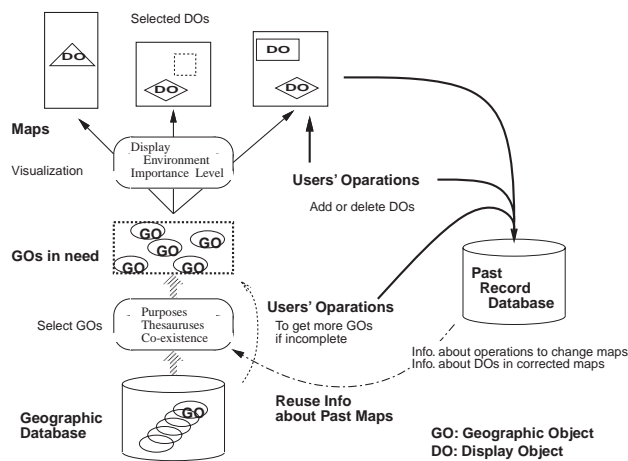 Selected DOs
DO
DO
DO
DO
Maps
Visualization
Display
Environment
Importance Level
Users' Oparations
Add or delete DOs
GOs in need
GO
GO
GO
GO
GO
Past
Record
Database
Select GOs
Purposes
Thesauruses
Co-existence
Users' Operations
To get more GOs
if incomplete
Info. about operations to change maps
Info. about DOs in corrected maps
Reuse Info
about Past Maps
Geographic
Database
GO
GO: Geographic Object
DO: Display Object